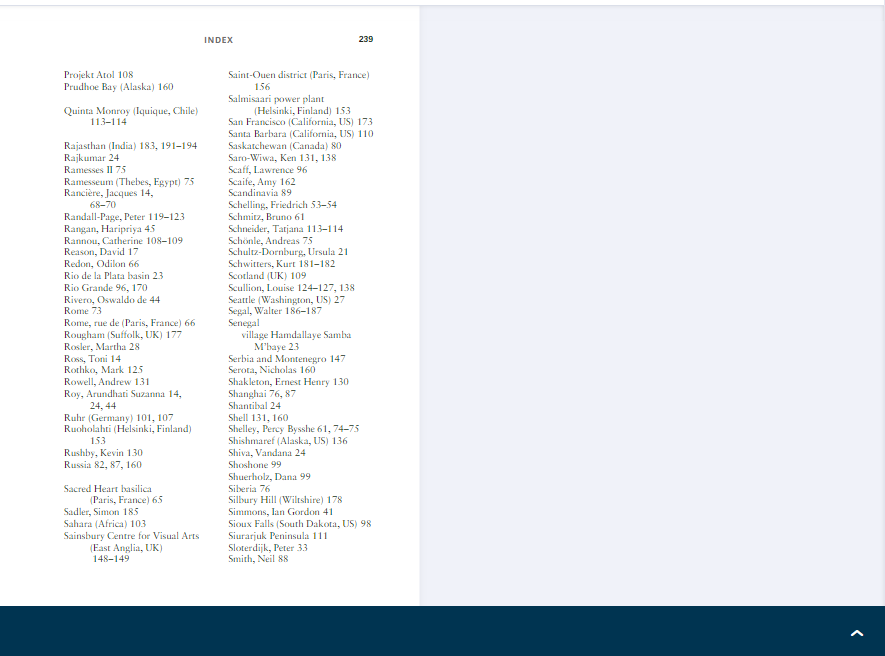 INDEX
239
Projekt Atol 108
Prudhoe Bay (Alaska) 160
Quinta Monroy (Iquique, Chile)
113–114
Rajasthan (India) 183, 191–194
Rajkumar 24
Ramesses II 75
Ramesseum (Thebes, Egypt) 75
Rancière, Jacques 14,
68–70
Randall-Page, Peter 119–123
Rangan, Haripriya 45
Rannou, Catherine 108–109
Reason, David 17
Redon, Odilon 66
Rio de la Plata basin 23
Rio Grande 96, 170
Rivero, Oswaldo de 44
Rome 73
Rome, rue de (Paris, France) 66
Rougham (Suffolk, UK) 177
Rosler, Martha 28
Ross, Toni 14
Rothko, Mark 125
Rowell, Andrew 131
Roy, Arundhati Suzanna 14,
24, 44
Ruhr (Germany) 101, 107
Ruoholahti (Helsinki, Finland)
153
Rushby, Kevin 130
Russia 82, 87, 160
Sacred Heart basilica
(Paris, France) 65
Sadler, Simon 185
Sahara (Africa) 103
Sainsbury Centre for Visual Arts
(East Anglia, UK)
148–149
Saint-Ouen district (Paris, France)
156
Salmisaari power plant
(Helsinki, Finland) 153
San Francisco (California, US) 173
Santa Barbara (California, US) 110
Saskatchewan (Canada) 80
Saro-Wiwa, Ken 131, 138
Scaff, Lawrence 96
Scaife, Amy 162
Scandinavia 89
Schelling, Friedrich 53–54
Schmitz, Bruno 61
Schneider, Tatjana 113–114
Schönle, Andreas 75
Schultz-Dornburg, Ursula 21
Schwitters, Kurt 181–182
Scotland (UK) 109
Scullion, Louise 124–127, 138
Seattle (Washington, US) 27
Segal, Walter 186–187
Senegal
village Hamdallaye Samba
M'baye 23
Serbia and Montenegro 147
Serota, Nicholas 160
Shakleton, Ernest Henry 130
Shanghai 76, 87
Shantibal 24
Shell 131, 160
Shelley, Percy Bysshe 61, 74–75
Shishmaref (Alaska, US) 136
Shiva, Vandana 24
Shoshone 99
Shuerholz, Dana 99
Siberia 76
Silbury Hill (Wiltshire) 178
Simmons, Ian Gordon 41
Sioux Falls (South Dakota, US) 98
Siurarjuk Peninsula 111
Sloterdijk, Peter 33
Smith, Neil 88